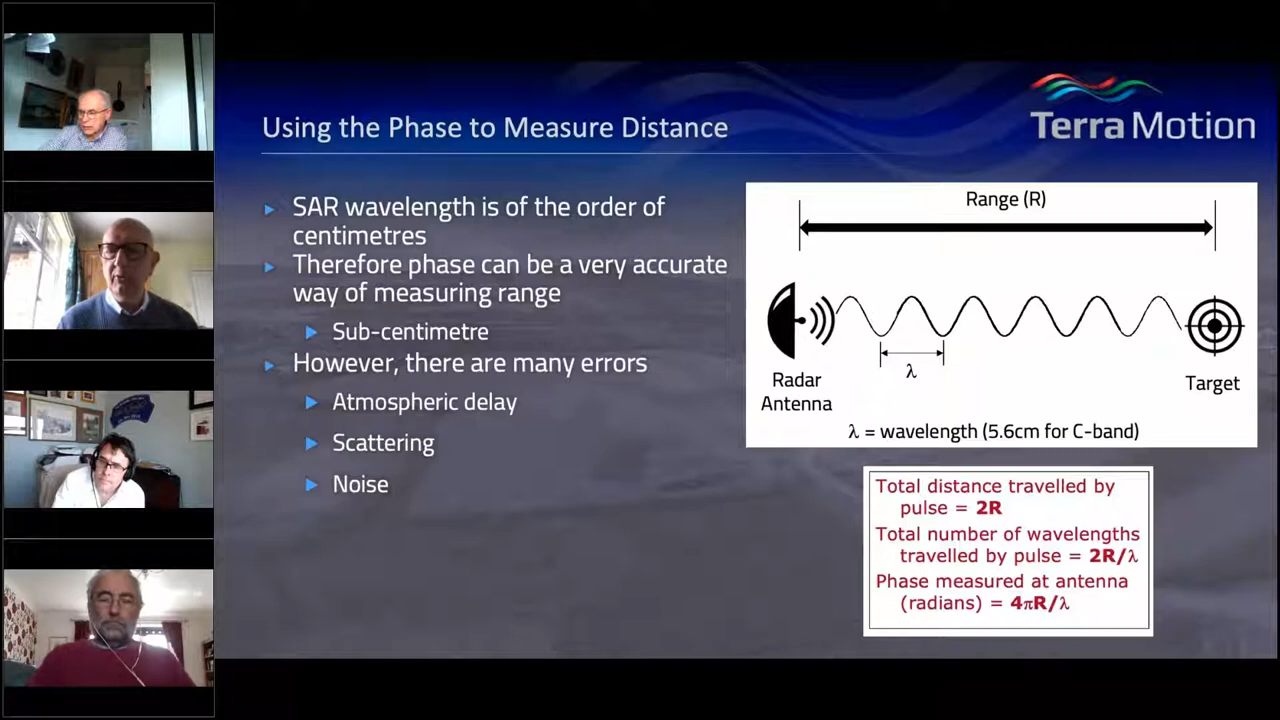 Terra Motion
Using the Phase to Measure Distance
SAR wavelength is of the order of
centimetres
Therefore phase can be a very accurate
way of measuring range
Sub-centimetre
However, there are many errors
Atmospheric delay
Scattering
Noise
Range (R)
λ
Radar
Antenna
Target
λ = wavelength (5.6cm for C-band)
Total distance travelled by
pulse = 2R
Total number of wavelengths
travelled by pulse = 2R/λ
Phase measured at antenna
(radians) = 4πR/λ